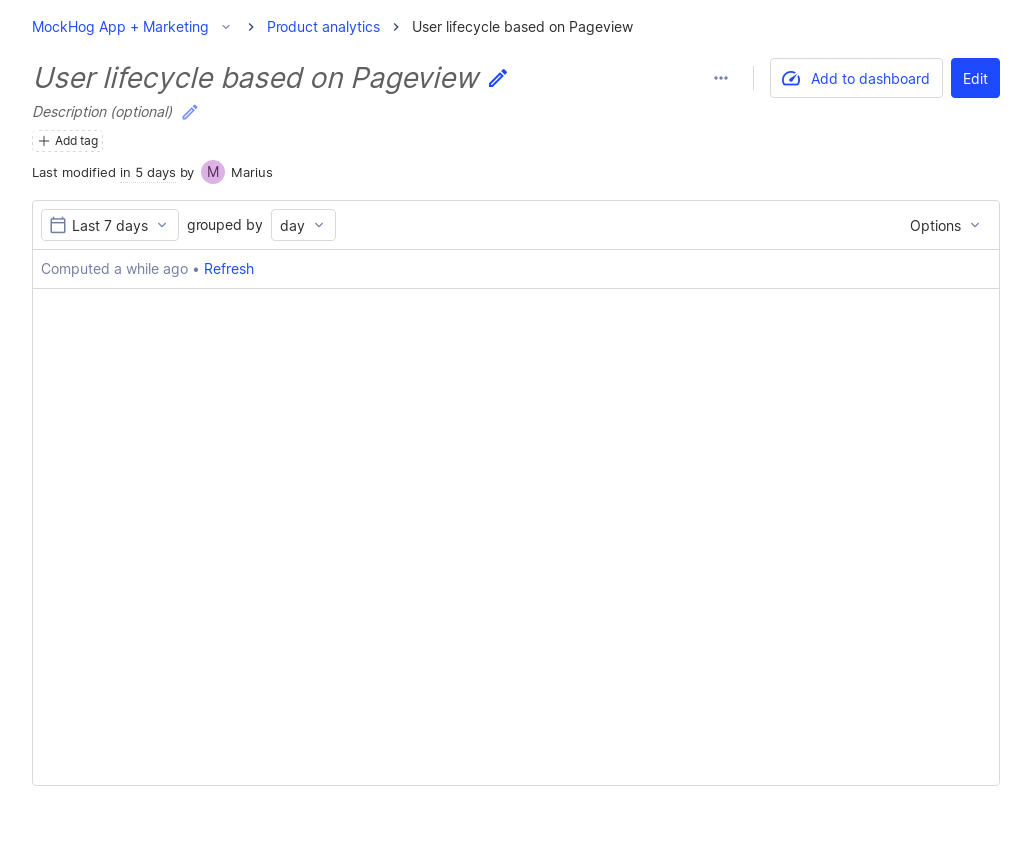 MockHog App + Marketing Product analytics User lifecycle based on Pageview
User lifecycle based on Pageview
Add to dashboard Edit
Description (optional)
Add tag
Last modified in 5 days by M Marius
Last 7 days grouped by day Options
Computed a while ago • Refresh